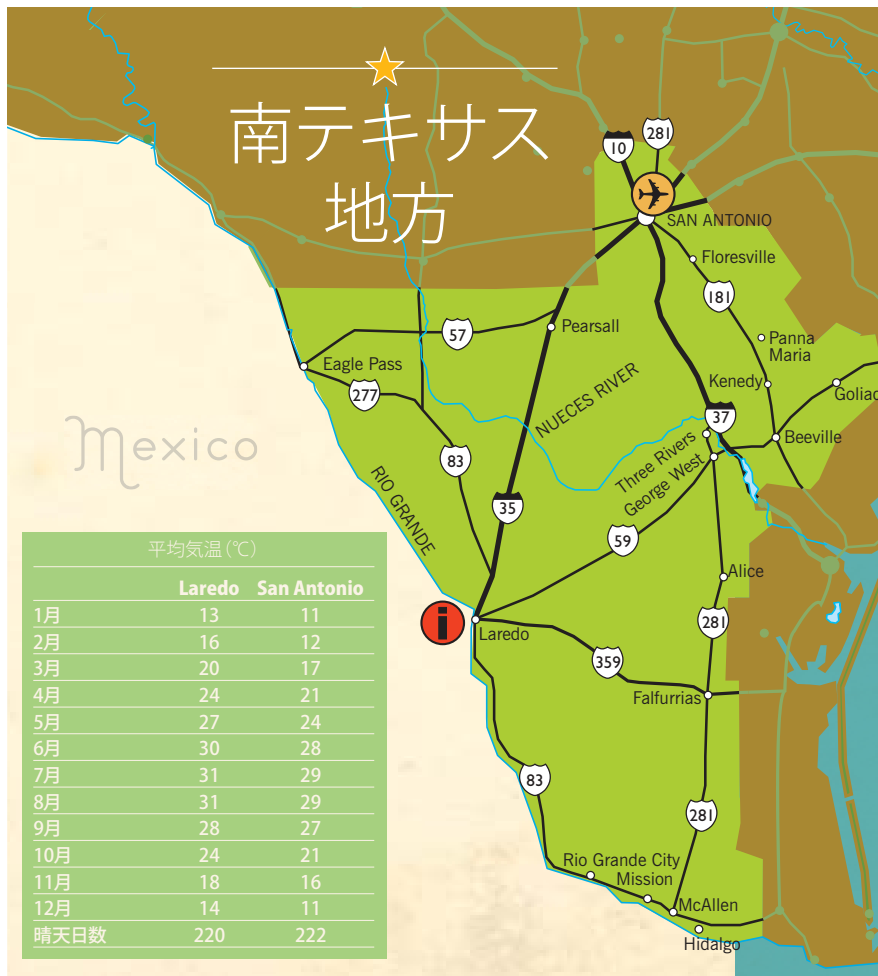 南テキサス
地方
10
281
SAN ANTONIO
Floresville
181
57
Pearsall
Panna
Maria
Eagle Pass
277
NUECES RIVER
Kenedy
Goliad
37
Mexico
83
Three Rivers
Beeville
George West
RIO GRANDE
35
59
Alice
Laredo
281
359
Falfurrias
83
281
Rio Grande City
Mission
McAllen
Hidalgo
平均気温(℃)
Laredo San Antonio
1月 13 11
2月 16 12
3月 20 17
4月 24 21
5月 27 24
6月 30 28
7月 31 29
8月 31 29
9月 28 27
10月 24 21
11月 18 16
12月 14 11
晴天日数 220 222
i